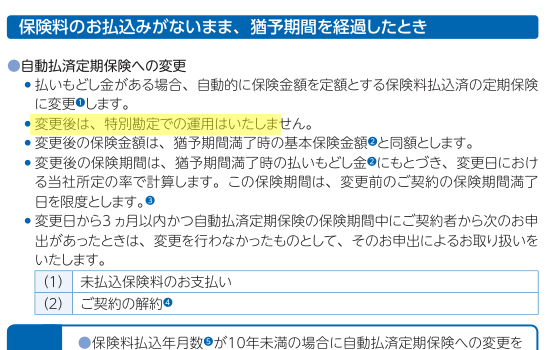 保険料のお払込みがないまま、猶予期間を経過したとき
●自動払済定期保険への変更
•払いもどし金がある場合、自動的に保険金額を定額とする保険料払込済の定期保険
に変更❶します。
•変更後は、特別勘定での運用はいたしません。
•変更後の保険金額は、猶予期間満了時の基本保険金額❷と同額とします。
•変更後の保険期間は、猶予期間満了時の払いもどし金❷にもとづき、変更日におけ
る当社所定の率で計算します。この保険期間は、変更前のご契約の保険期間満了
日を限度とします。❸
•変更日から3ヵ月以内かつ自動払済定期保険の保険期間中にご契約者から次のお申
出があったときは、変更を行わなかったものとして、そのお申出によるお取り扱いを
いたします。
(1) 未払込保険料のお支払い
(2) ご契約の解約❹
●保険料払込年月数❺が10年未満の場合に自動払済定期保険への変更を